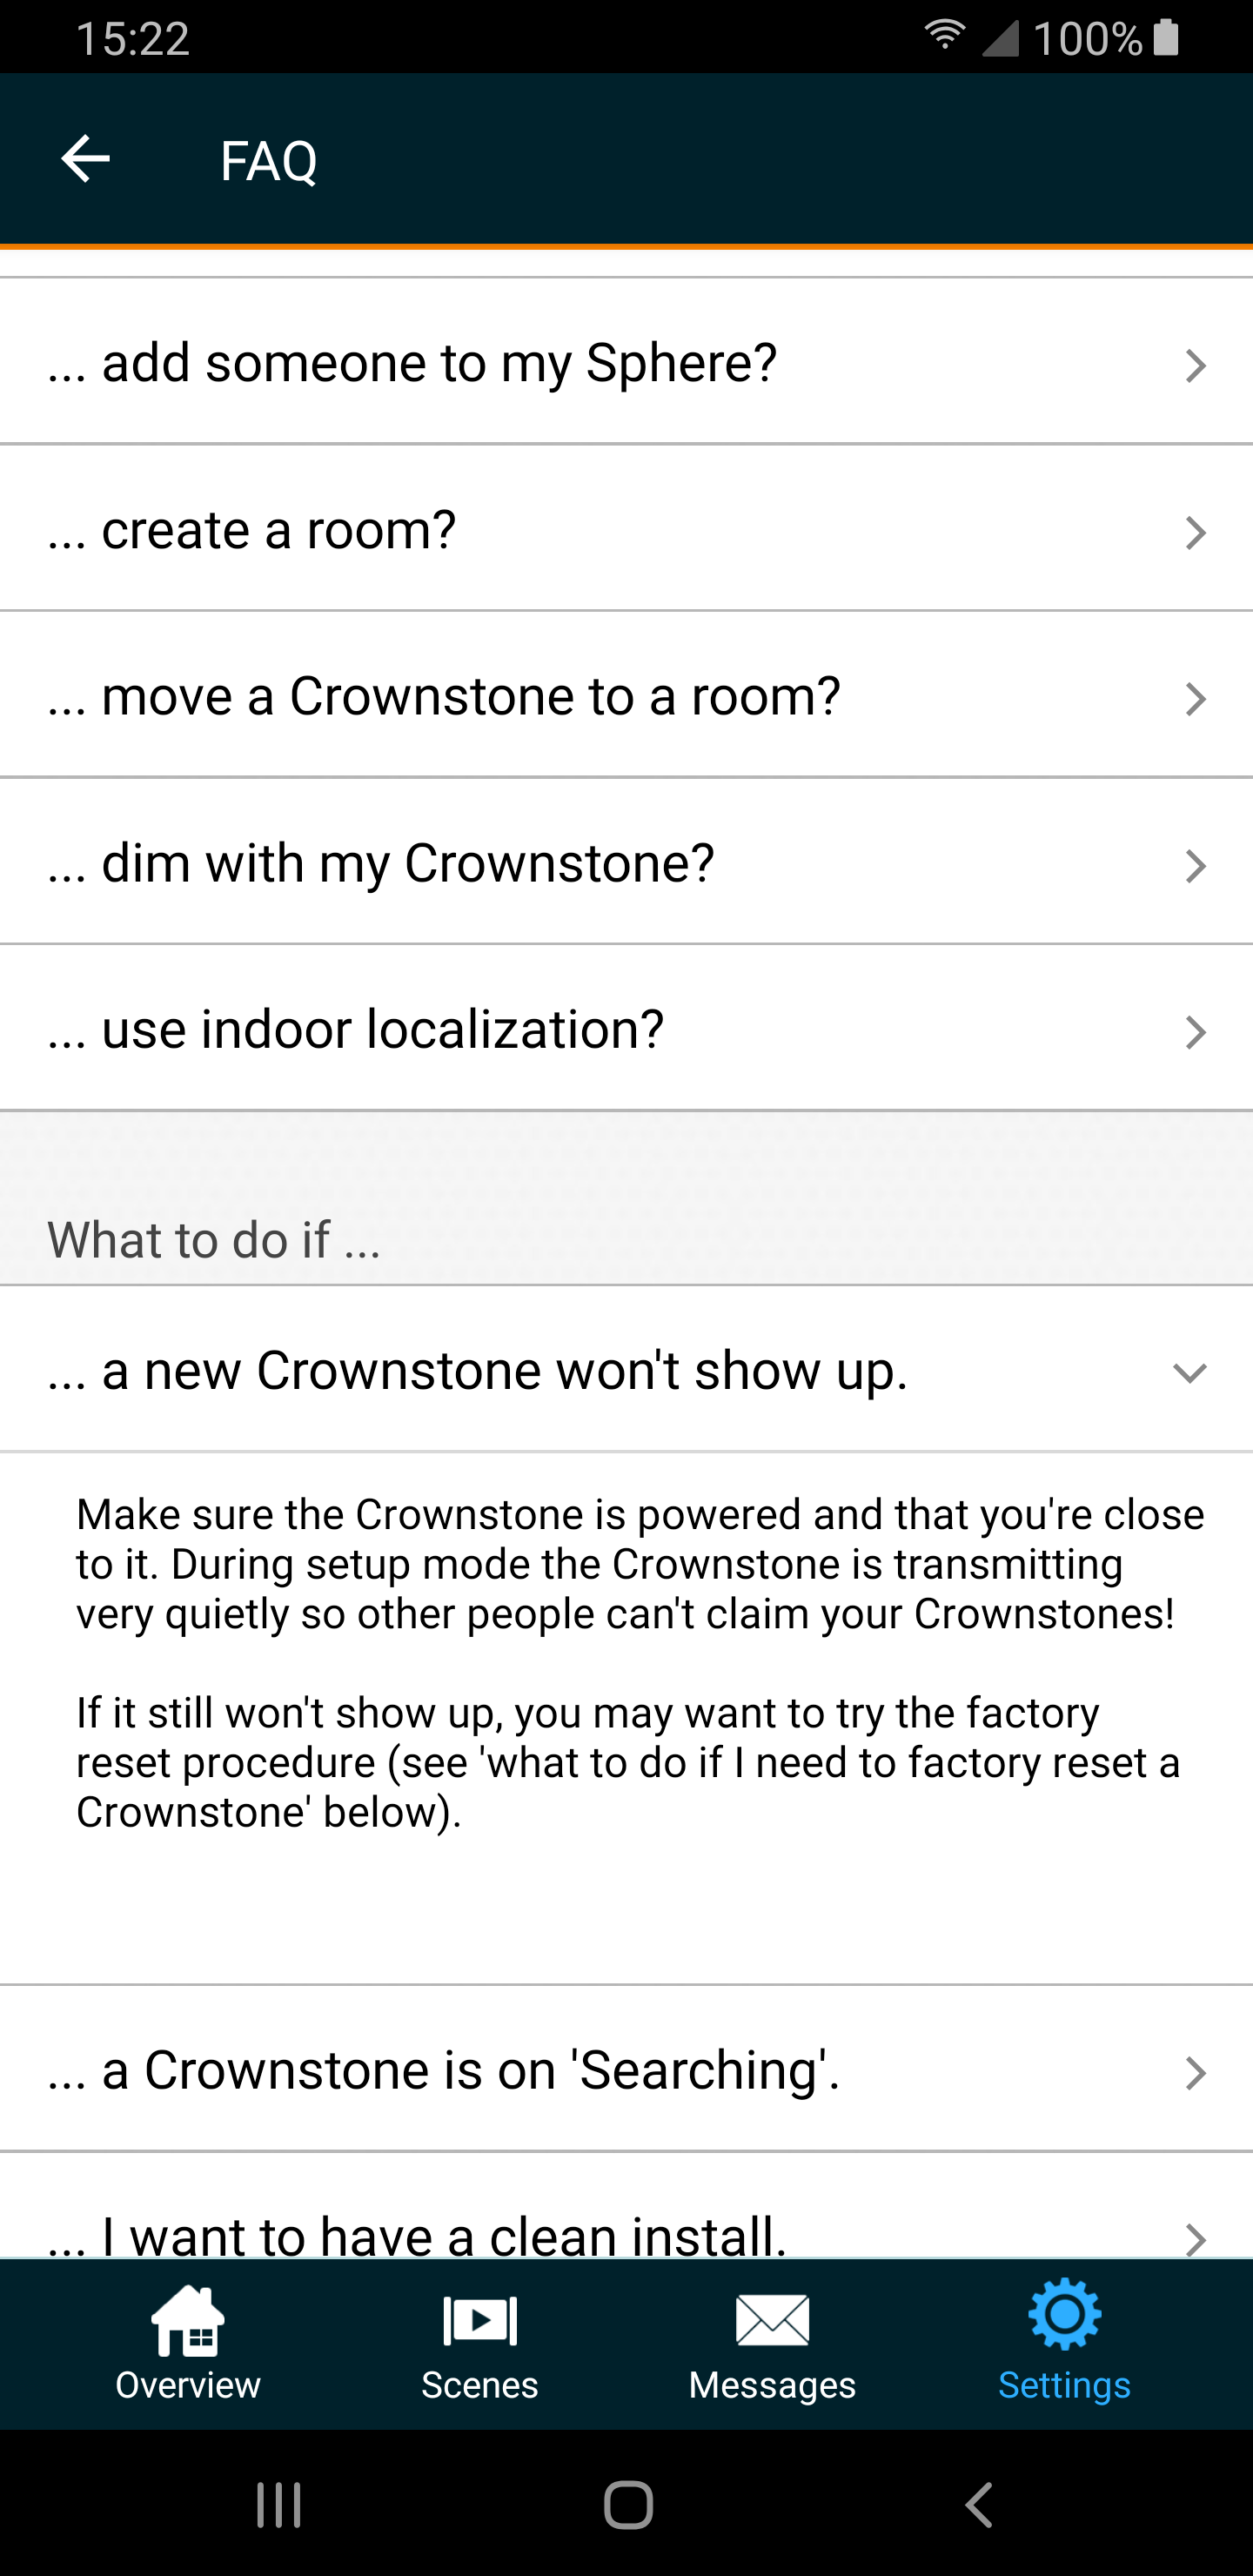 15:22
100%
FAQ
... add someone to my Sphere?
... create a room?
... move a Crownstone to a room?
... dim with my Crownstone?
... use indoor localization?
What to do if ...
... a new Crownstone won't show up.
Make sure the Crownstone is powered and that you're close
to it. During setup mode the Crownstone is transmitting
very quietly so other people can't claim your Crownstones!
If it still won't show up, you may want to try the factory
reset procedure (see 'what to do if I need to factory reset a
Crownstone' below).
... a Crownstone is on 'Searching'.
... I want to have a clean install.
Overview
Scenes
Messages
Settings